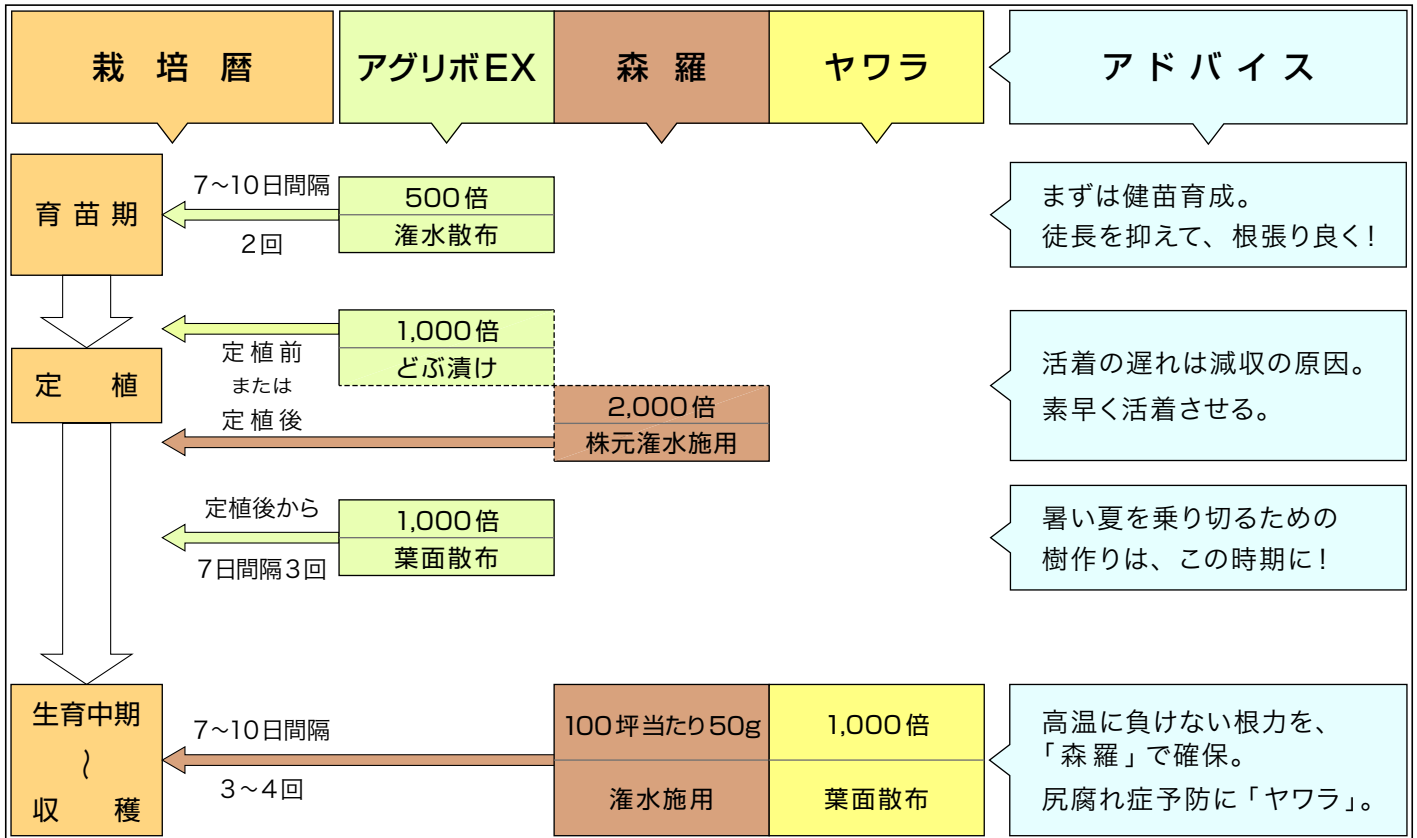 栽培暦
アグリボEX
森羅
ヤワラ
アドバイス
育苗期
7〜10日間隔
2回
500倍
潅水散布
まずは健苗育成。
徒長を抑えて、根張り良く!
定植
定植前
または
定植後
1,000倍
どぶ漬け
2,000倍
株元潅水施用
活着の遅れは減収の原因。
素早く活着させる。
定植後から
7日間隔3回
1,000倍
葉面散布
暑い夏を乗り切るための
樹作りは、この時期に!
生育中期
〜
収穫
7〜10日間隔
3〜4回
100坪当たり50g
潅水施用
1,000倍
葉面散布
高温に負けない根力を、
「森羅」で確保。
尻腐れ症予防に「ヤワラ」。